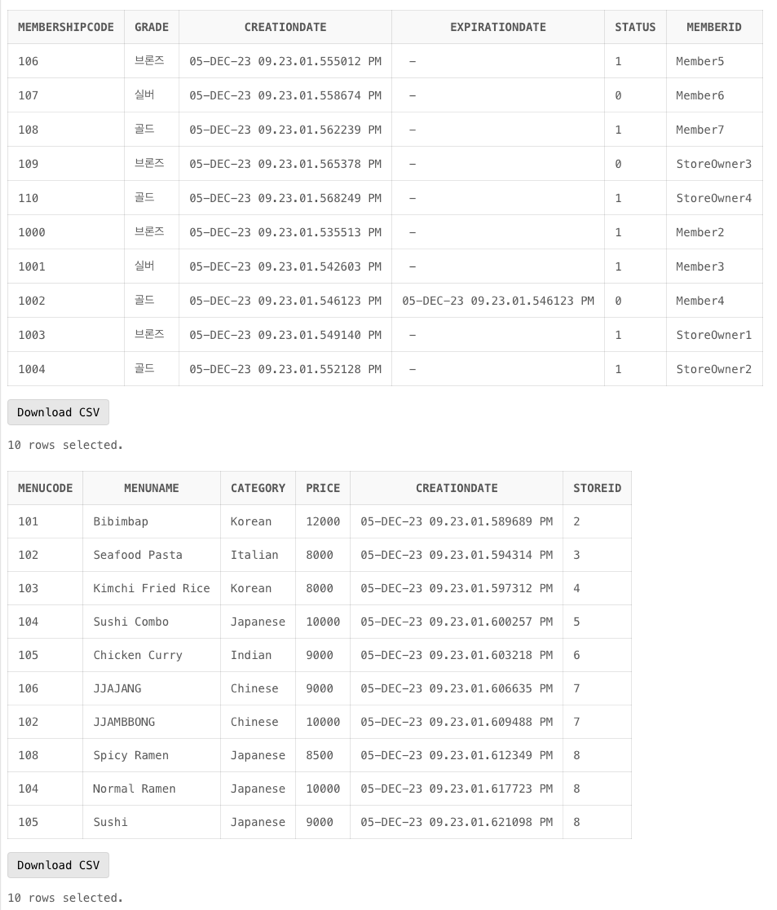 MEMBERSHIPCODE GRADE CREATIONDATE EXPIRATIONDATE STATUS MEMBERID
106 브론즈 05-DEC-23 09.23.01.555012 PM - 1 Member5
107 실버 05-DEC-23 09.23.01.558674 PM - 0 Member6
108 골드 05-DEC-23 09.23.01.562239 PM - 1 Member7
109 브론즈 05-DEC-23 09.23.01.565378 PM - 0 StoreOwner3
110 골드 05-DEC-23 09.23.01.568249 PM - 1 StoreOwner4
1000 브론즈 05-DEC-23 09.23.01.535513 PM - 1 Member2
1001 실버 05-DEC-23 09.23.01.542603 PM - 1 Member3
1002 골드 05-DEC-23 09.23.01.546123 PM 05-DEC-23 09.23.01.546123 PM 0 Member4
1003 브론즈 05-DEC-23 09.23.01.549140 PM - 1 StoreOwner1
1004 골드 05-DEC-23 09.23.01.552128 PM - 1 StoreOwner2
Download CSV
10 rows selected.
MENUCODE MENUNAME CATEGORY PRICE CREATIONDATE STOREID
101 Bibimbap Korean 12000 05-DEC-23 09.23.01.589689 PM 2
102 Seafood Pasta Italian 8000 05-DEC-23 09.23.01.594314 PM 3
103 Kimchi Fried Rice Korean 8000 05-DEC-23 09.23.01.597312 PM 4
104 Sushi Combo Japanese 10000 05-DEC-23 09.23.01.600257 PM 5
105 Chicken Curry Indian 9000 05-DEC-23 09.23.01.603218 PM 6
106 JJAJANG Chinese 9000 05-DEC-23 09.23.01.606635 PM 7
102 JJAMBBONG Chinese 10000 05-DEC-23 09.23.01.609488 PM 7
108 Spicy Ramen Japanese 8500 05-DEC-23 09.23.01.612349 PM 8
104 Normal Ramen Japanese 10000 05-DEC-23 09.23.01.617723 PM 8
105 Sushi Japanese 9000 05-DEC-23 09.23.01.621098 PM 8
Download CSV
10 rows selected.